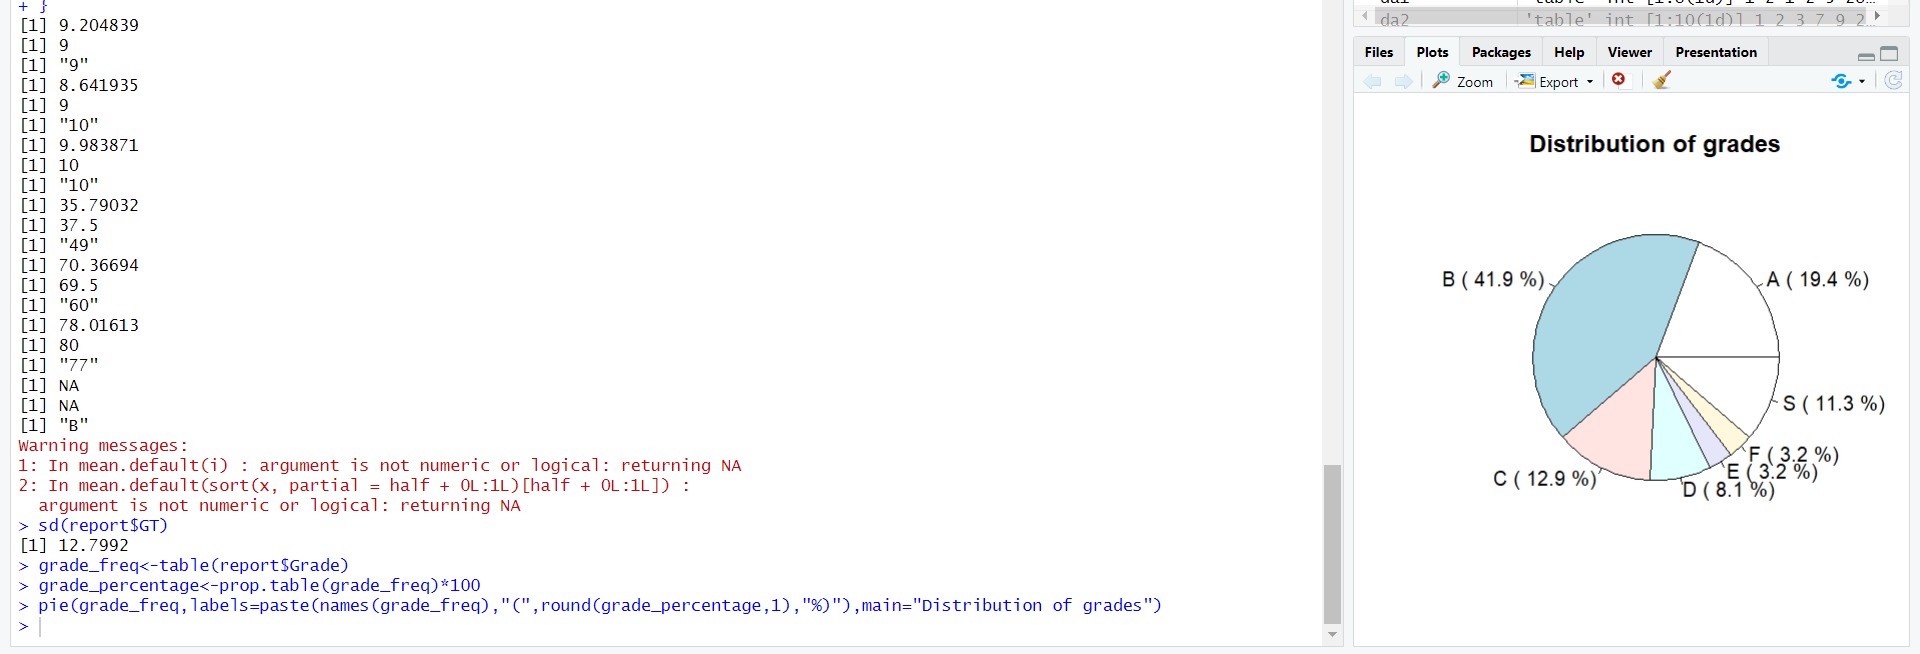 + }
[1] 9.204839
[1] 9
[1] "9"
[1] 8.641935
[1] 9
[1] "10"
[1] 9.983871
[1] 10
[1] "10"
[1] 35.79032
[1] 37.5
[1] "49"
[1] 70.36694
[1] 69.5
[1] "60"
[1] 78.01613
[1] 80
[1] "77"
[1] NA
[1] NA
[1] "B"
Warning messages:
1: In mean.default(i) : argument is not numeric or logical: returning NA
2: In mean.default(sort(x, partial = half + 0L:1L)[half + 0L:1L]) :
  argument is not numeric or logical: returning NA
> sd(report$GT)
[1] 12.7992
> grade_freq<-table(report$Grade)
> grade_percentage<-prop.table(grade_freq)*100
> pie(grade_freq,labels=paste(names(grade_freq),"(",round(grade_percentage,1),"%)"),main="Distribution of grades")
>
da2 'table' int [1:10(1d)] 1 2 3 7 9 2...
Files Plots Packages Help Viewer Presentation
Zoom Export
Distribution of grades
B ( 41.9 %)
A ( 19.4 %)
S ( 11.3 %)
F ( 3.2 %)
E ( 3.2 %)
C ( 12.9 %)
D ( 8.1 %)